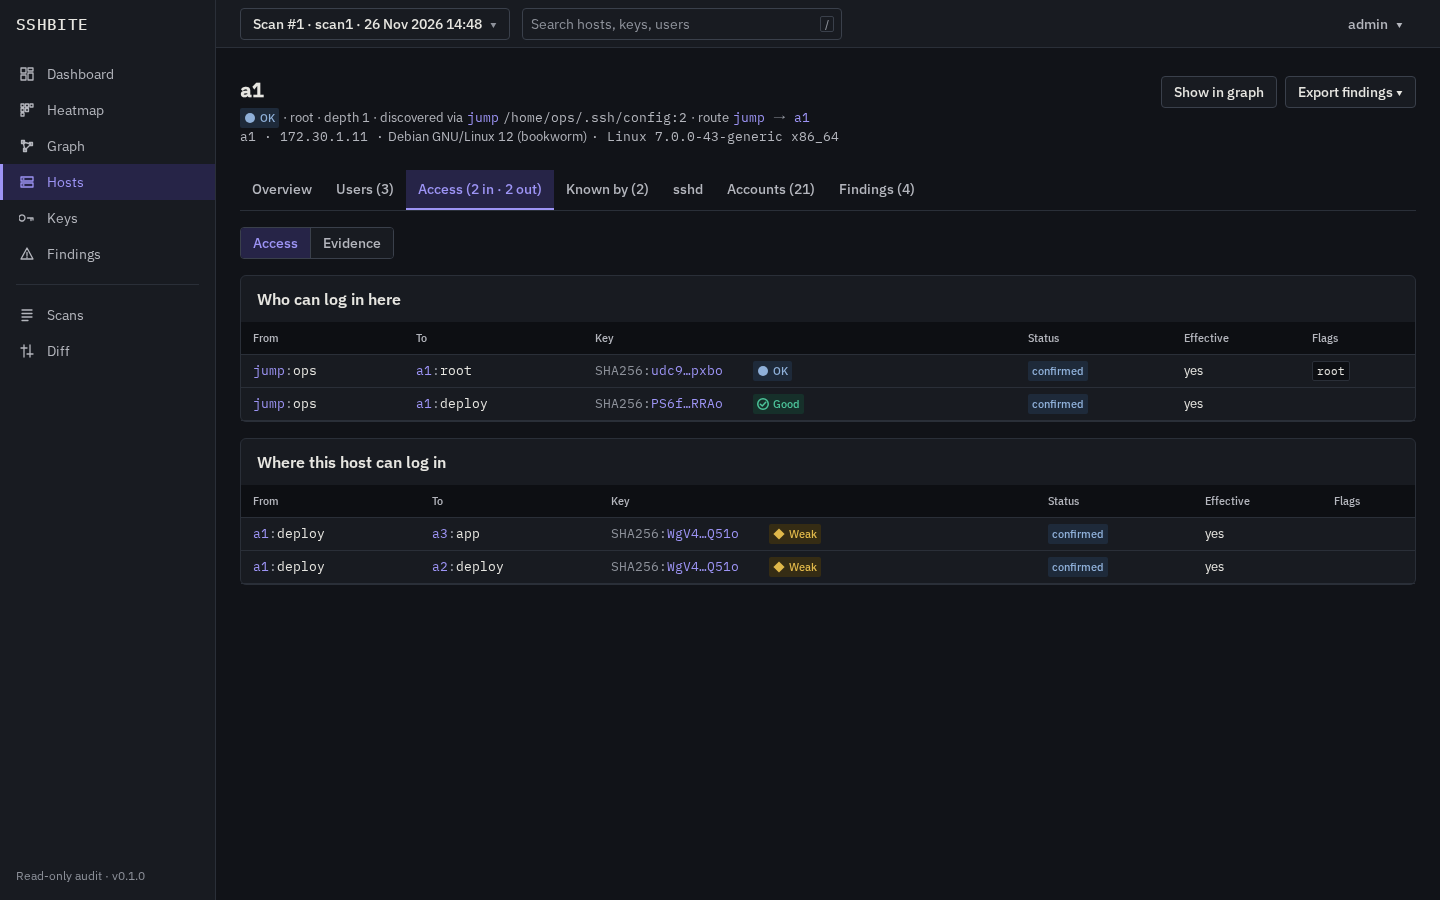 SSHBITE
Scan #1 · scan1 · 26 Nov 2026 14:48 ▾
Search hosts, keys, users
/
admin ▾
Dashboard
Heatmap
Graph
Hosts
Keys
Findings
Scans
Diff
Read-only audit · v0.1.0
a1
Show in graph
Export findings ▾
OK · root · depth 1 · discovered via jump /home/ops/.ssh/config:2 · route jump → a1
a1 · 172.30.1.11 · Debian GNU/Linux 12 (bookworm) · Linux 7.0.0-43-generic x86_64
Overview Users (3) Access (2 in · 2 out) Known by (2) sshd Accounts (21) Findings (4)
Access Evidence
Who can log in here
From To Key Status Effective Flags
jump:ops a1:root SHA256:udc9…pxbo OK confirmed yes root
jump:ops a1:deploy SHA256:PS6f…RRAo Good confirmed yes
Where this host can log in
From To Key Status Effective Flags
a1:deploy a3:app SHA256:WgV4…Q51o Weak confirmed yes
a1:deploy a2:deploy SHA256:WgV4…Q51o Weak confirmed yes